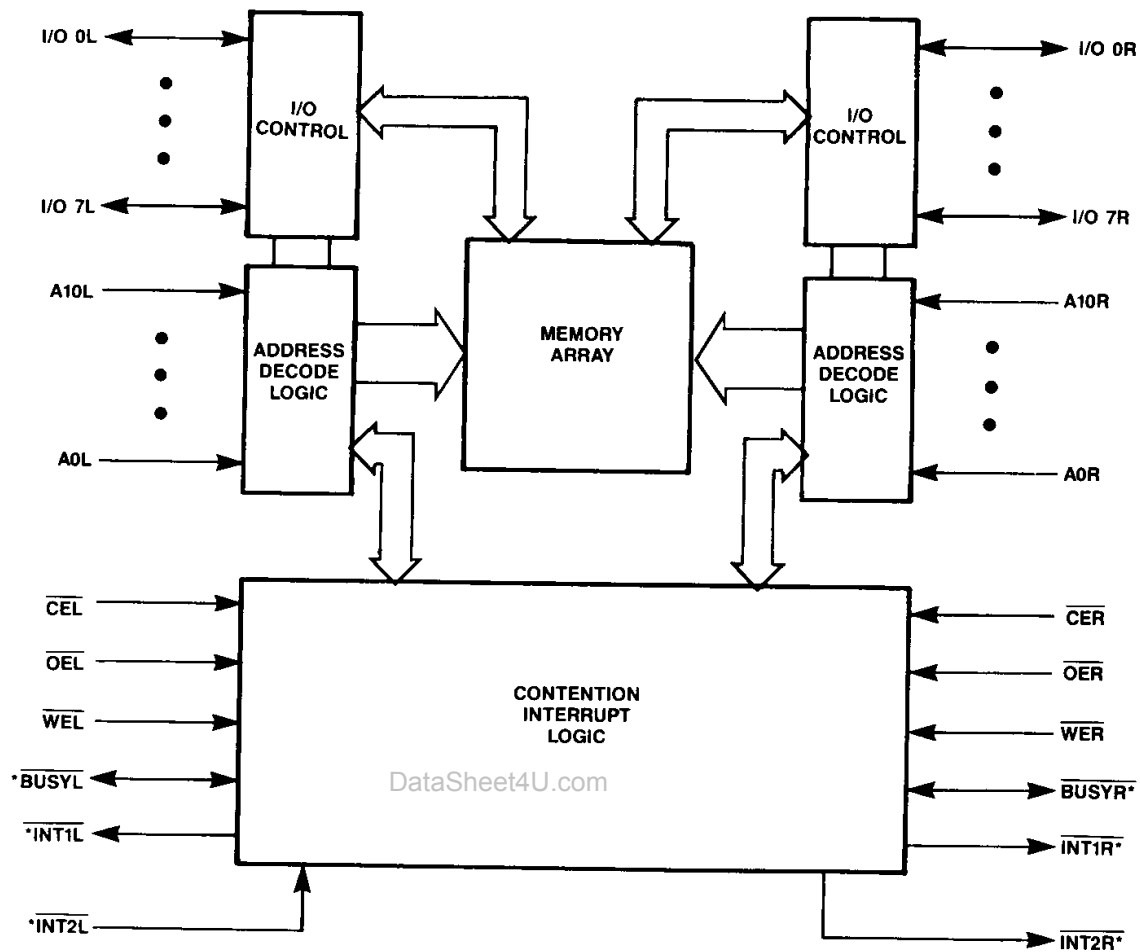 I/O 0L
I/O 7L
A10L
A0L
I/O
CONTROL
ADDRESS
DECODE
LOGIC
MEMORY
ARRAY
I/O
CONTROL
ADDRESS
DECODE
LOGIC
I/O 0R
I/O 7R
A10R
A0R
CEL
OEL
WEL
*BUSYL
*INT1L
*INT2L
CONTENTION
INTERRUPT
LOGIC
DataSheet4U.com
CER
OER
WER
BUSYR*
INT1R*
INT2R*